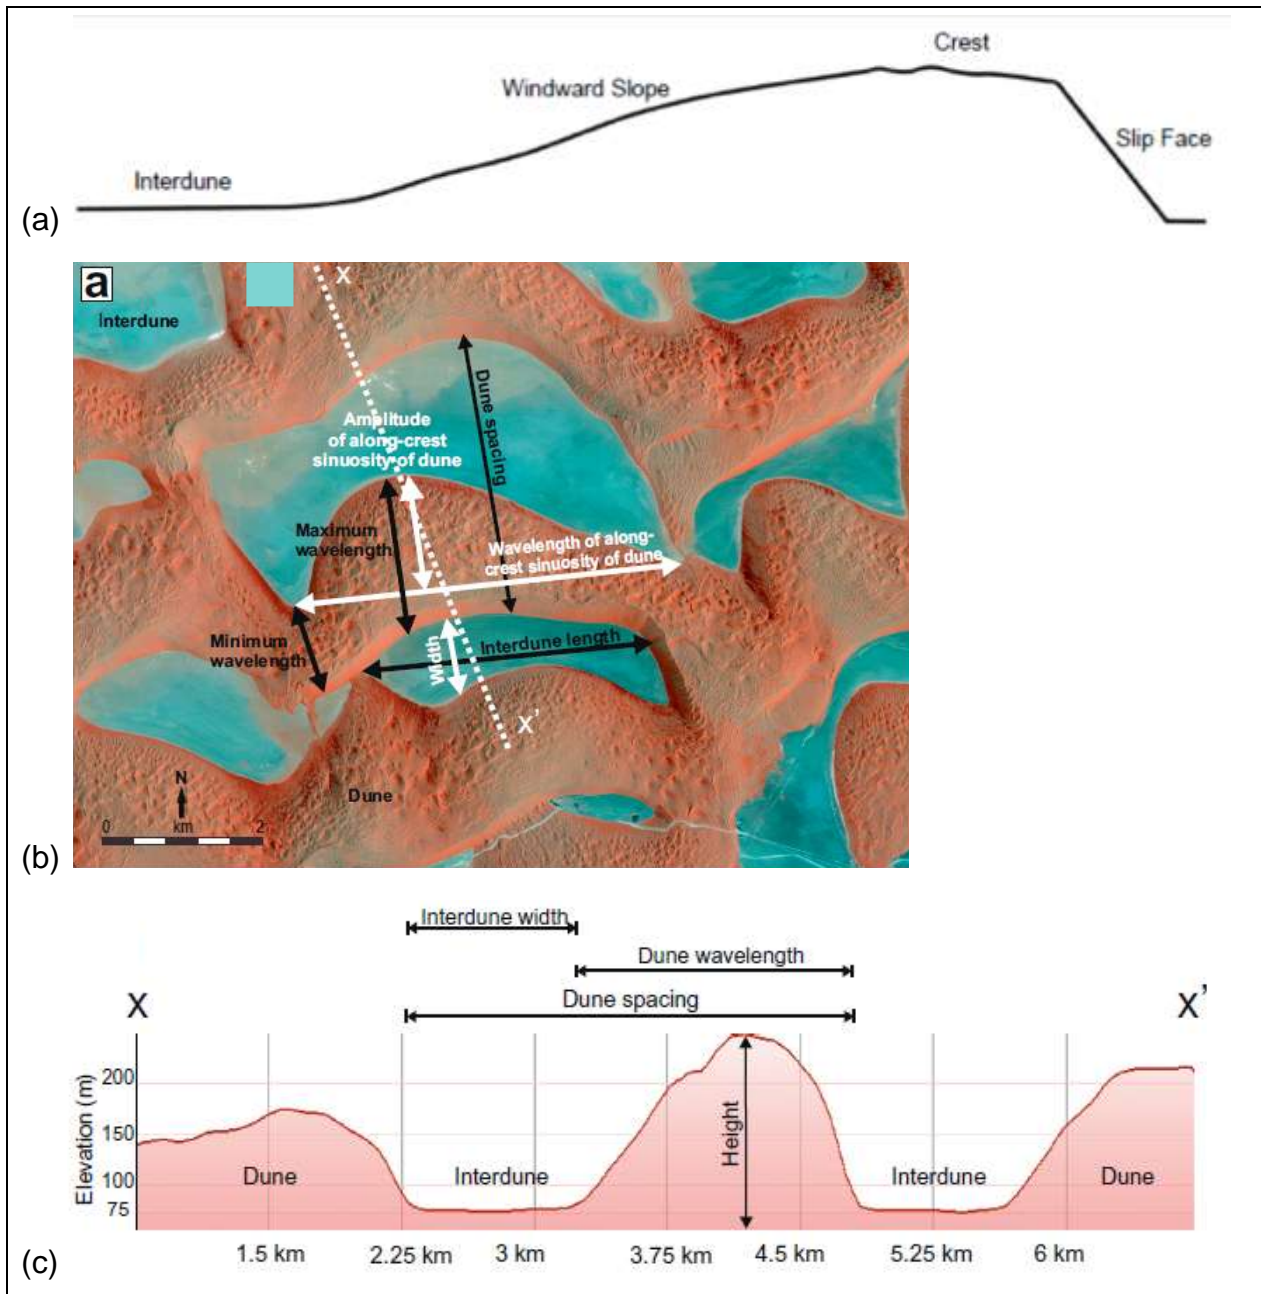 Crest
Windward Slope
Slip Face
Interdune
(a)
a
X
Interdune
Dune spacing
Amplitude
of along-crest
sinuosity of dune
Maximum
wavelength
Wavelength of along-
crest sinuosity of dune
Minimum
wavelength
Width
Interdune length
X'
N
Dune
0 km 2
(b)
Interdune width
Dune wavelength
Dune spacing
X X'
Elevation (m)
200
150
100
75
Height
Dune Interdune Interdune Dune
1.5 km 2.25 km 3 km 3.75 km 4.5 km 5.25 km 6 km
(c)